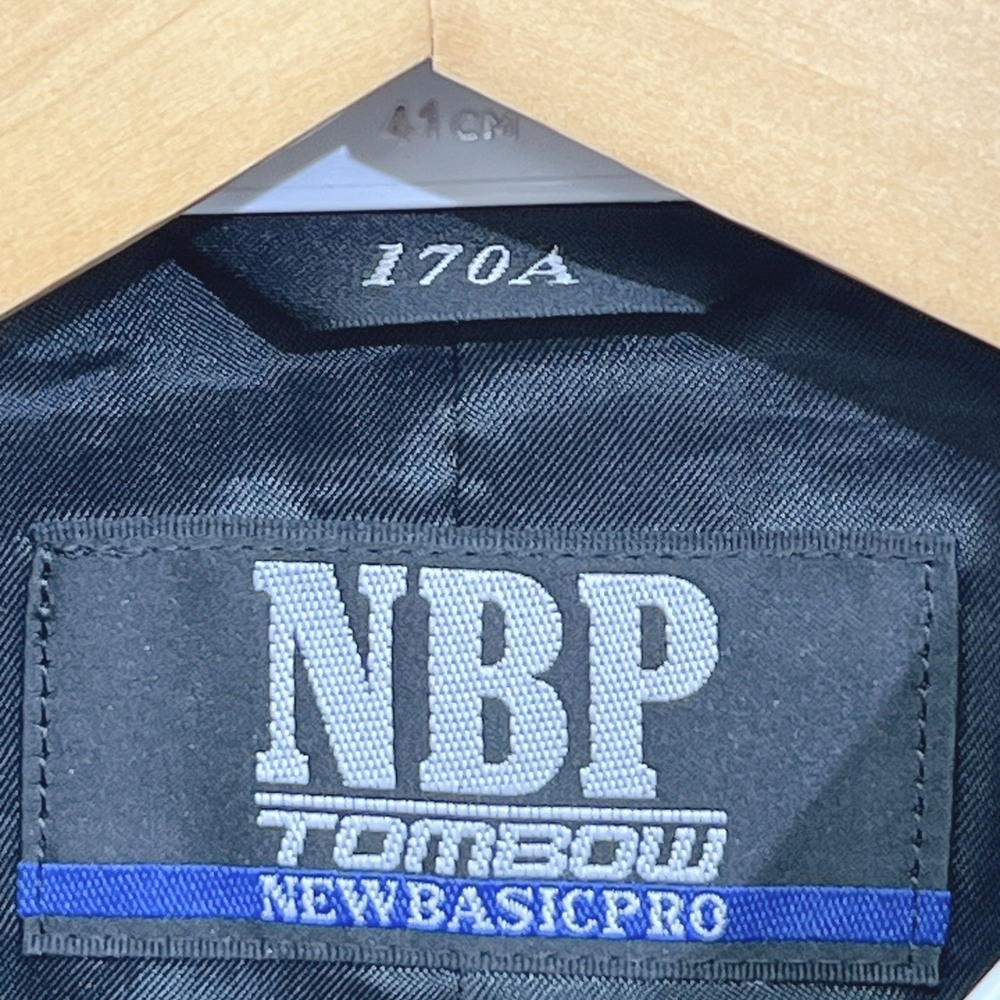 41CM
170A
NBP
TOMBOW
NEWBASICPRO